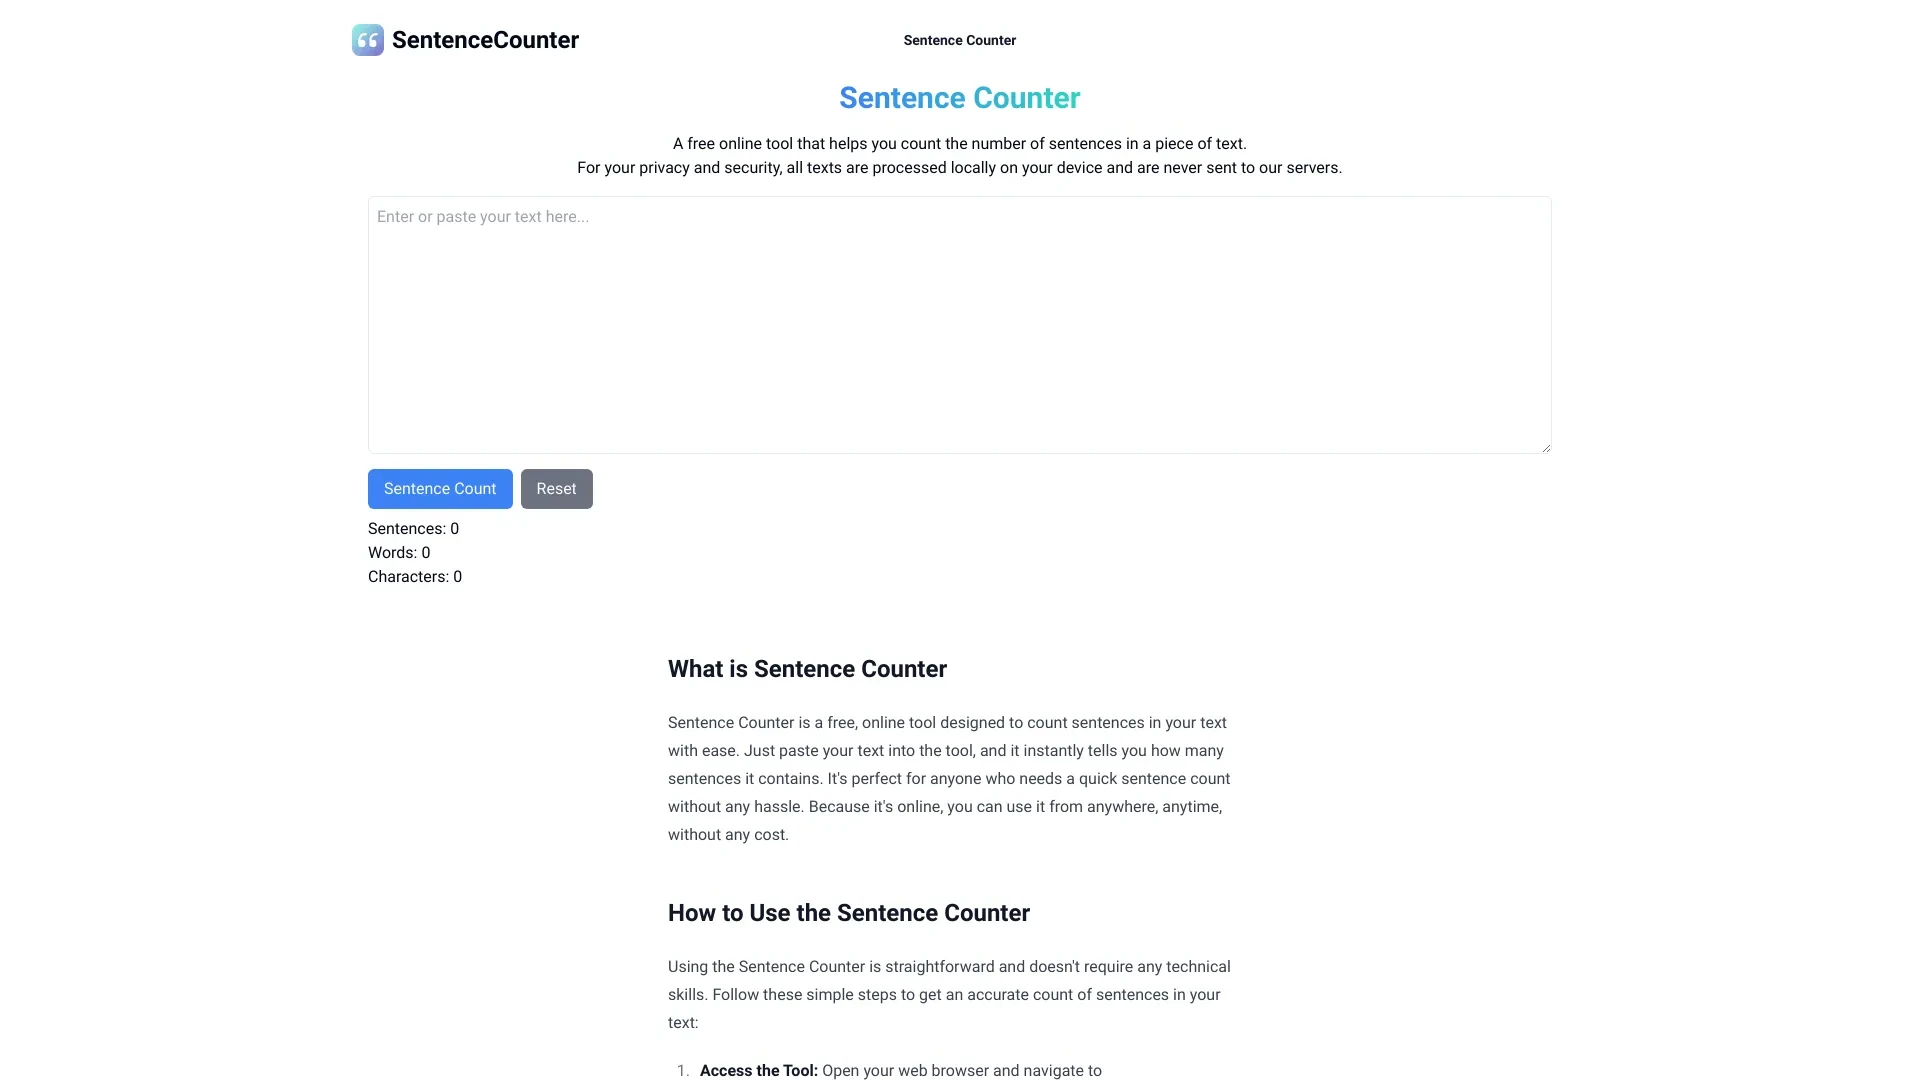 SentenceCounter
Sentence Counter
Sentence Counter
A free online tool that helps you count the number of sentences in a piece of text.
For your privacy and security, all texts are processed locally on your device and are never sent to our servers.
Enter or paste your text here...
Sentence Count
Reset
Sentences: 0
Words: 0
Characters: 0
What is Sentence Counter
Sentence Counter is a free, online tool designed to count sentences in your text
with ease. Just paste your text into the tool, and it instantly tells you how many
sentences it contains. It's perfect for anyone who needs a quick sentence count
without any hassle. Because it's online, you can use it from anywhere, anytime,
without any cost.
How to Use the Sentence Counter
Using the Sentence Counter is straightforward and doesn't require any technical
skills. Follow these simple steps to get an accurate count of sentences in your
text:
1. Access the Tool: Open your web browser and navigate to